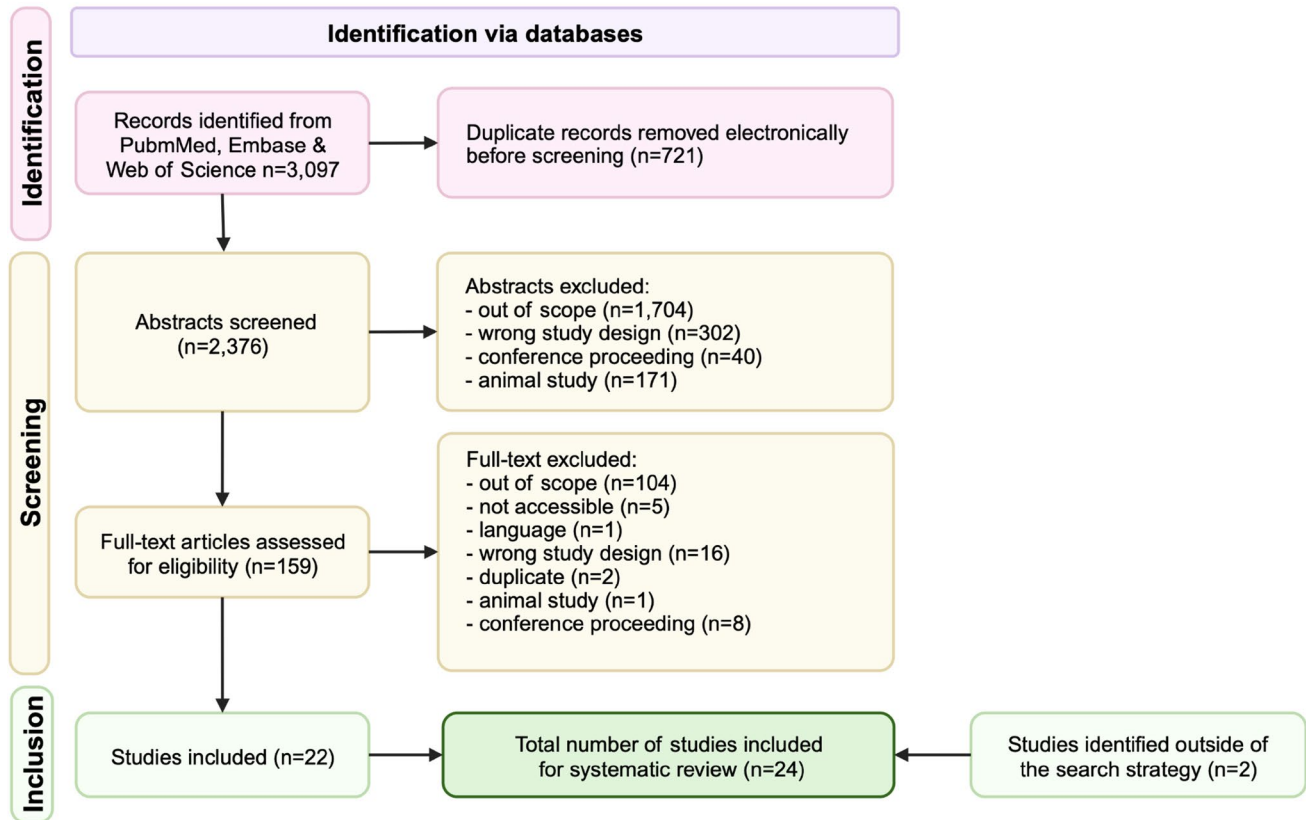 Identification via databases
Identification
Records identified from
PubmMed, Embase &
Web of Science n=3,097
Duplicate records removed electronically
before screening (n=721)
Screening
Abstracts screened
(n=2,376)
Abstracts excluded:
- out of scope (n=1,704)
- wrong study design (n=302)
- conference proceeding (n=40)
- animal study (n=171)
Full-text articles assessed
for eligibility (n=159)
Full-text excluded:
- out of scope (n=104)
- not accessible (n=5)
- language (n=1)
- wrong study design (n=16)
- duplicate (n=2)
- animal study (n=1)
- conference proceeding (n=8)
Inclusion
Studies included (n=22)
Total number of studies included
for systematic review (n=24)
Studies identified outside of
the search strategy (n=2)